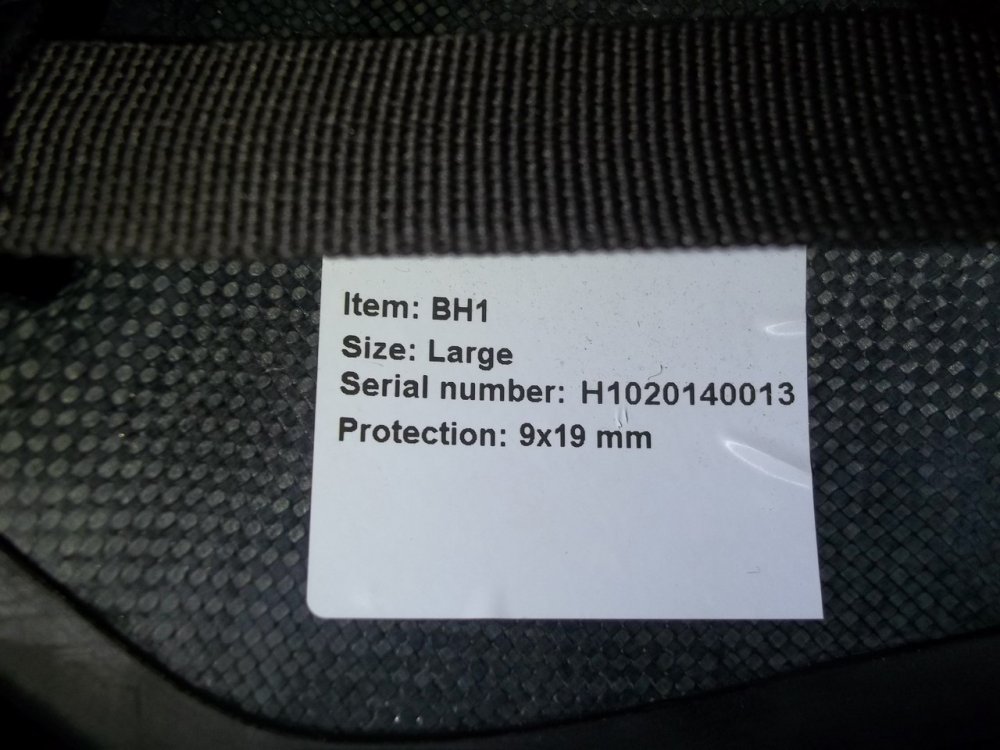 Item: BH1
Size: Large
Serial number: H1020140013
Protection: 9x19 mm